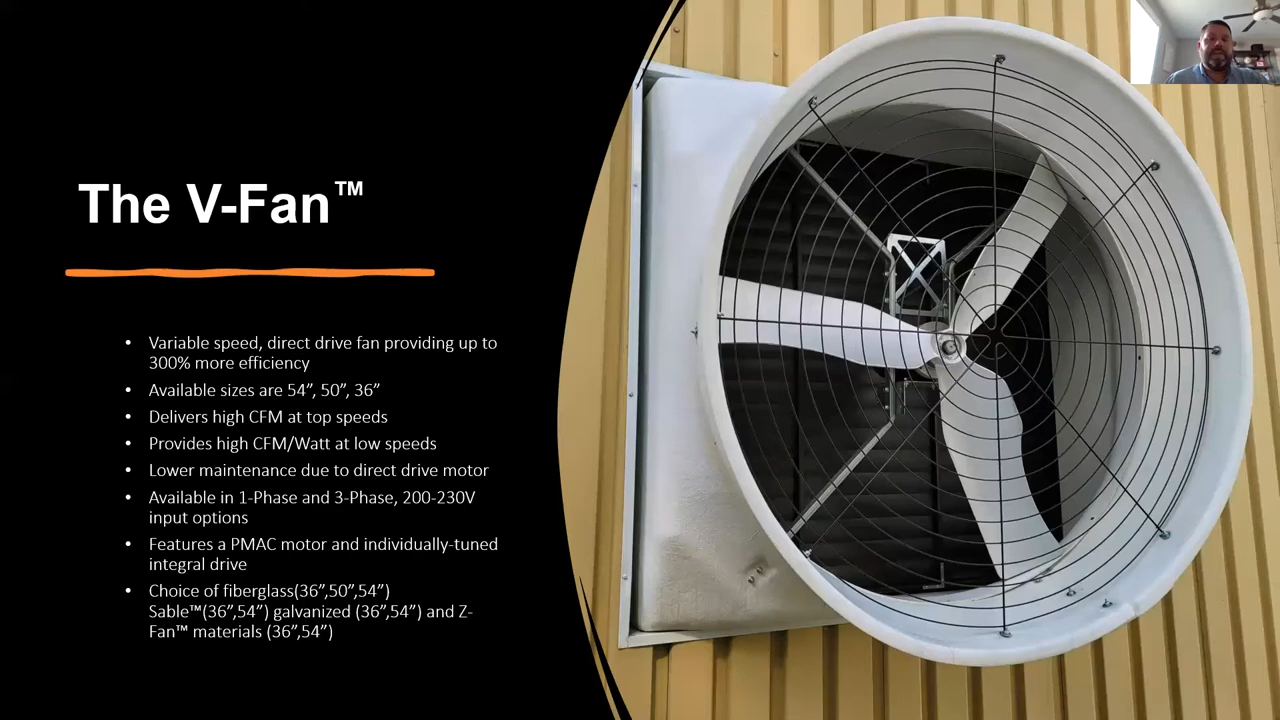 The V-Fan™
• Variable speed, direct drive fan providing up to
300% more efficiency
• Available sizes are 54”, 50”, 36”
• Delivers high CFM at top speeds
• Provides high CFM/Watt at low speeds
• Lower maintenance due to direct drive motor
• Available in 1-Phase and 3-Phase, 200-230V
input options
• Features a PMAC motor and individually-tuned
integral drive
• Choice of fiberglass(36”,50”,54”)
Sable™(36”,54”) galvanized (36”,54”) and Z-
Fan™ materials (36”,54”)